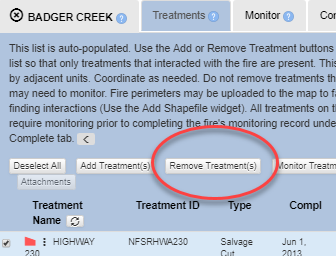 BADGER CREEK ? Treatments ? Monitor ? Co
This list is auto-populated. Use the Add or Remove Treatment buttons
list so that only treatments that interacted with the fire are present. This
by adjacent units. Coordinate as needed. Do not remove treatments th
may need to monitor. Fire perimeters may be uploaded to the map to fa
finding interactions (Use the Add Shapefile widget). All treatments on t
require monitoring prior to completing the fire's monitoring record under
Complete tab. <
Deselect All Add Treatment(s) Remove Treatment(s) Monitor Treatm
Attachments
Treatment Treatment ID Type Compl
Name
HIGHWAY NFSRHWA230 Salvage Jun 1,
230 Cut 2013